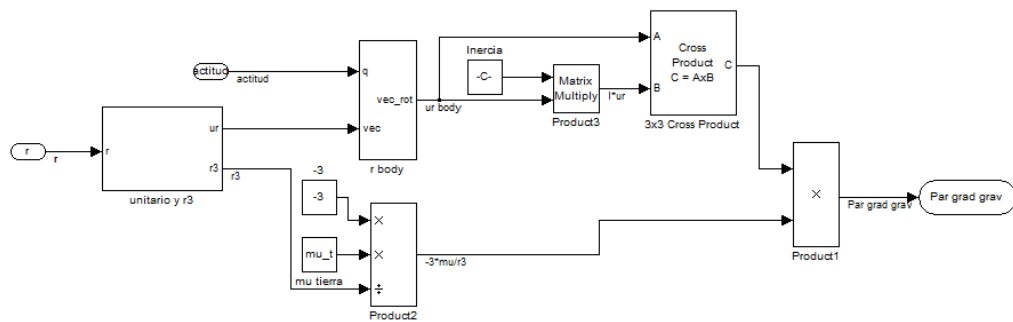 actitud
actitud
q
vec_rot
vec
r body
ur body
Inercia
-C-
Matrix
Multiply
Product3
I*ur
A
B
Cross
Product
C = AxB
C
3x3 Cross Product
r
r
r
ur
r3
r3
unitario y r3
-3
-3
mu_t
mu tierra
×
×
÷
Product2
-3*mu/r3
×
Product1
Par grad grav
Par grad grav